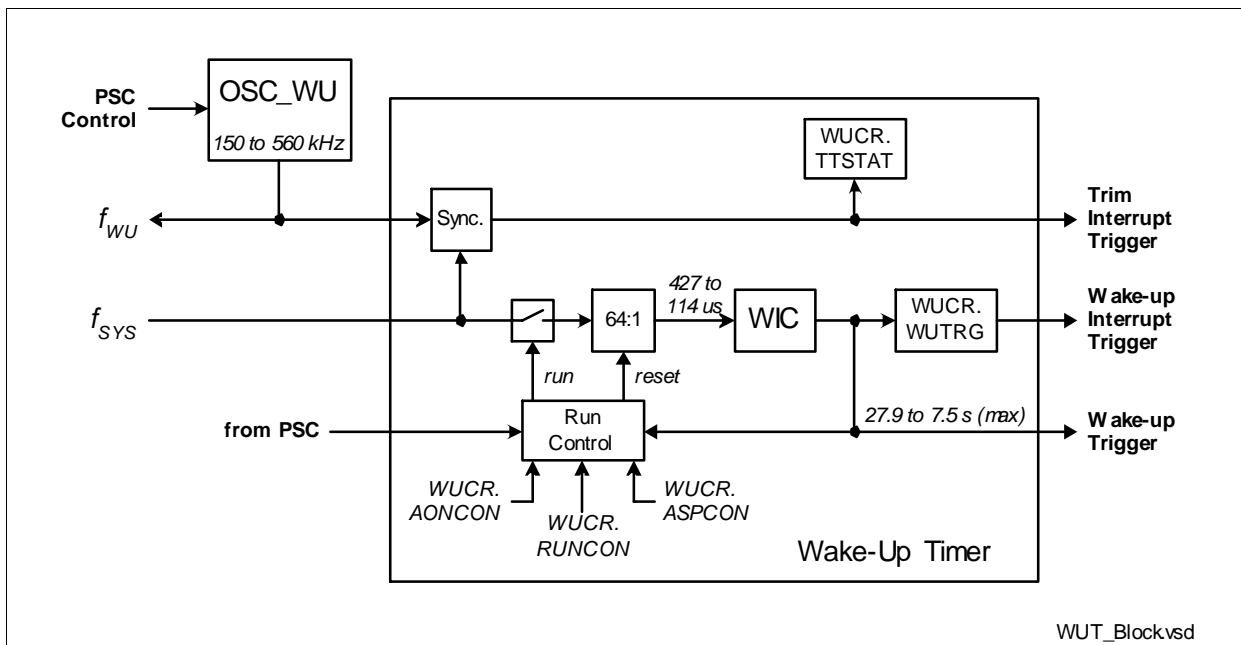 OSC_WU
150 to 560 kHz
PSC
Control
WUCR.
TTSTAT
f_WU
Sync.
Trim
Interrupt
Trigger
f_SYS
64:1
427 to
114 us
WIC
WUCR.
WUTRG
Wake-up
Interrupt
Trigger
run
reset
from PSC
Run
Control
27.9 to 7.5 s (max)
Wake-up
Trigger
WUCR.
AONCON
WUCR.
RUNCON
WUCR.
ASPCON
Wake-Up Timer
WUT_Block.vsd